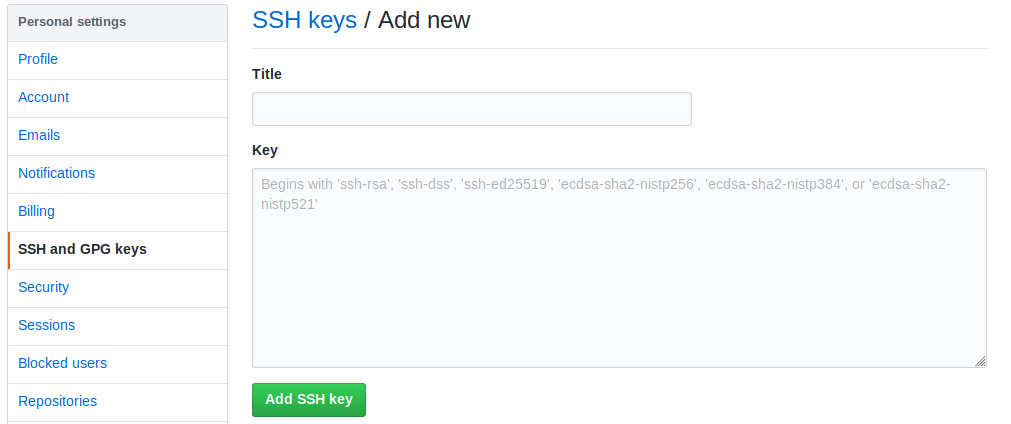 Personal settings
Profile
Account
Emails
Notifications
Billing
SSH and GPG keys
Security
Sessions
Blocked users
Repositories
SSH keys / Add new
Title
Key
Begins with 'ssh-rsa', 'ssh-dss', 'ssh-ed25519', 'ecdsa-sha2-nistp256', 'ecdsa-sha2-nistp384', or 'ecdsa-sha2-
nistp521'
Add SSH key